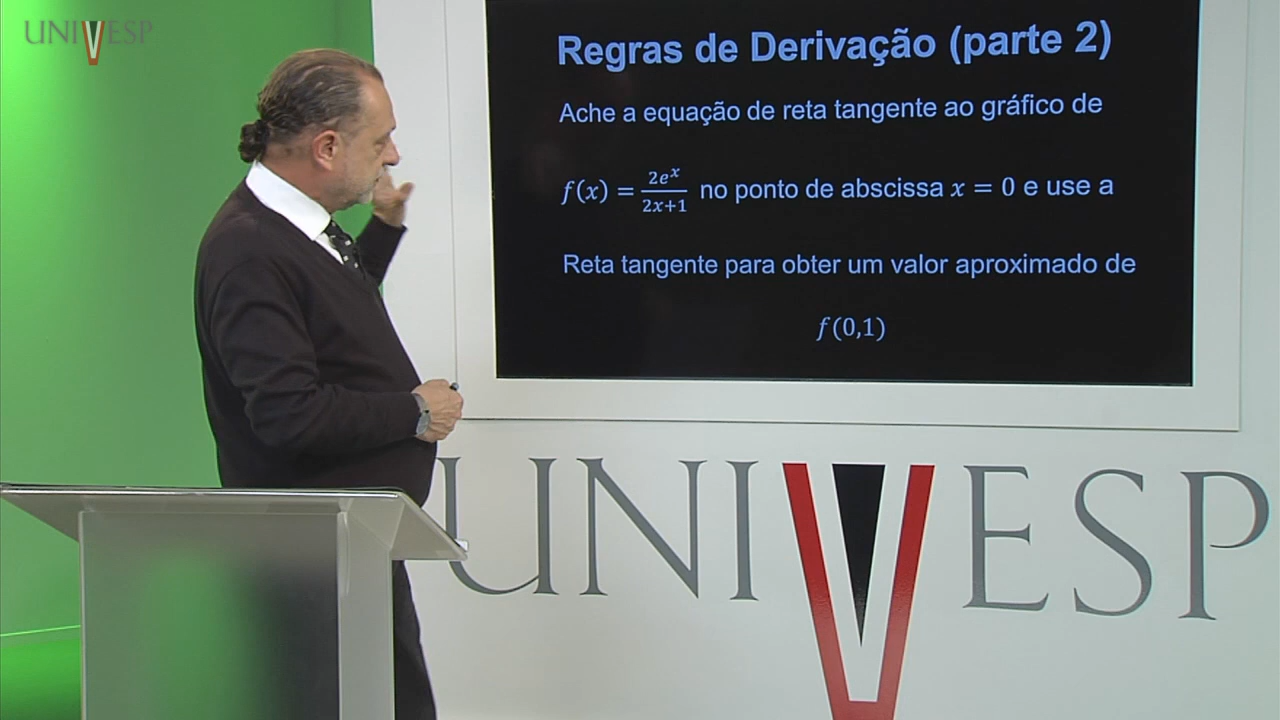 UNIVESP
Regras de Derivação (parte 2)
Ache a equação de reta tangente ao gráfico de
f(x) = 2e^x/2x+1 no ponto de abscissa x = 0 e use a
Reta tangente para obter um valor aproximado de
f(0,1)
UNIVESP